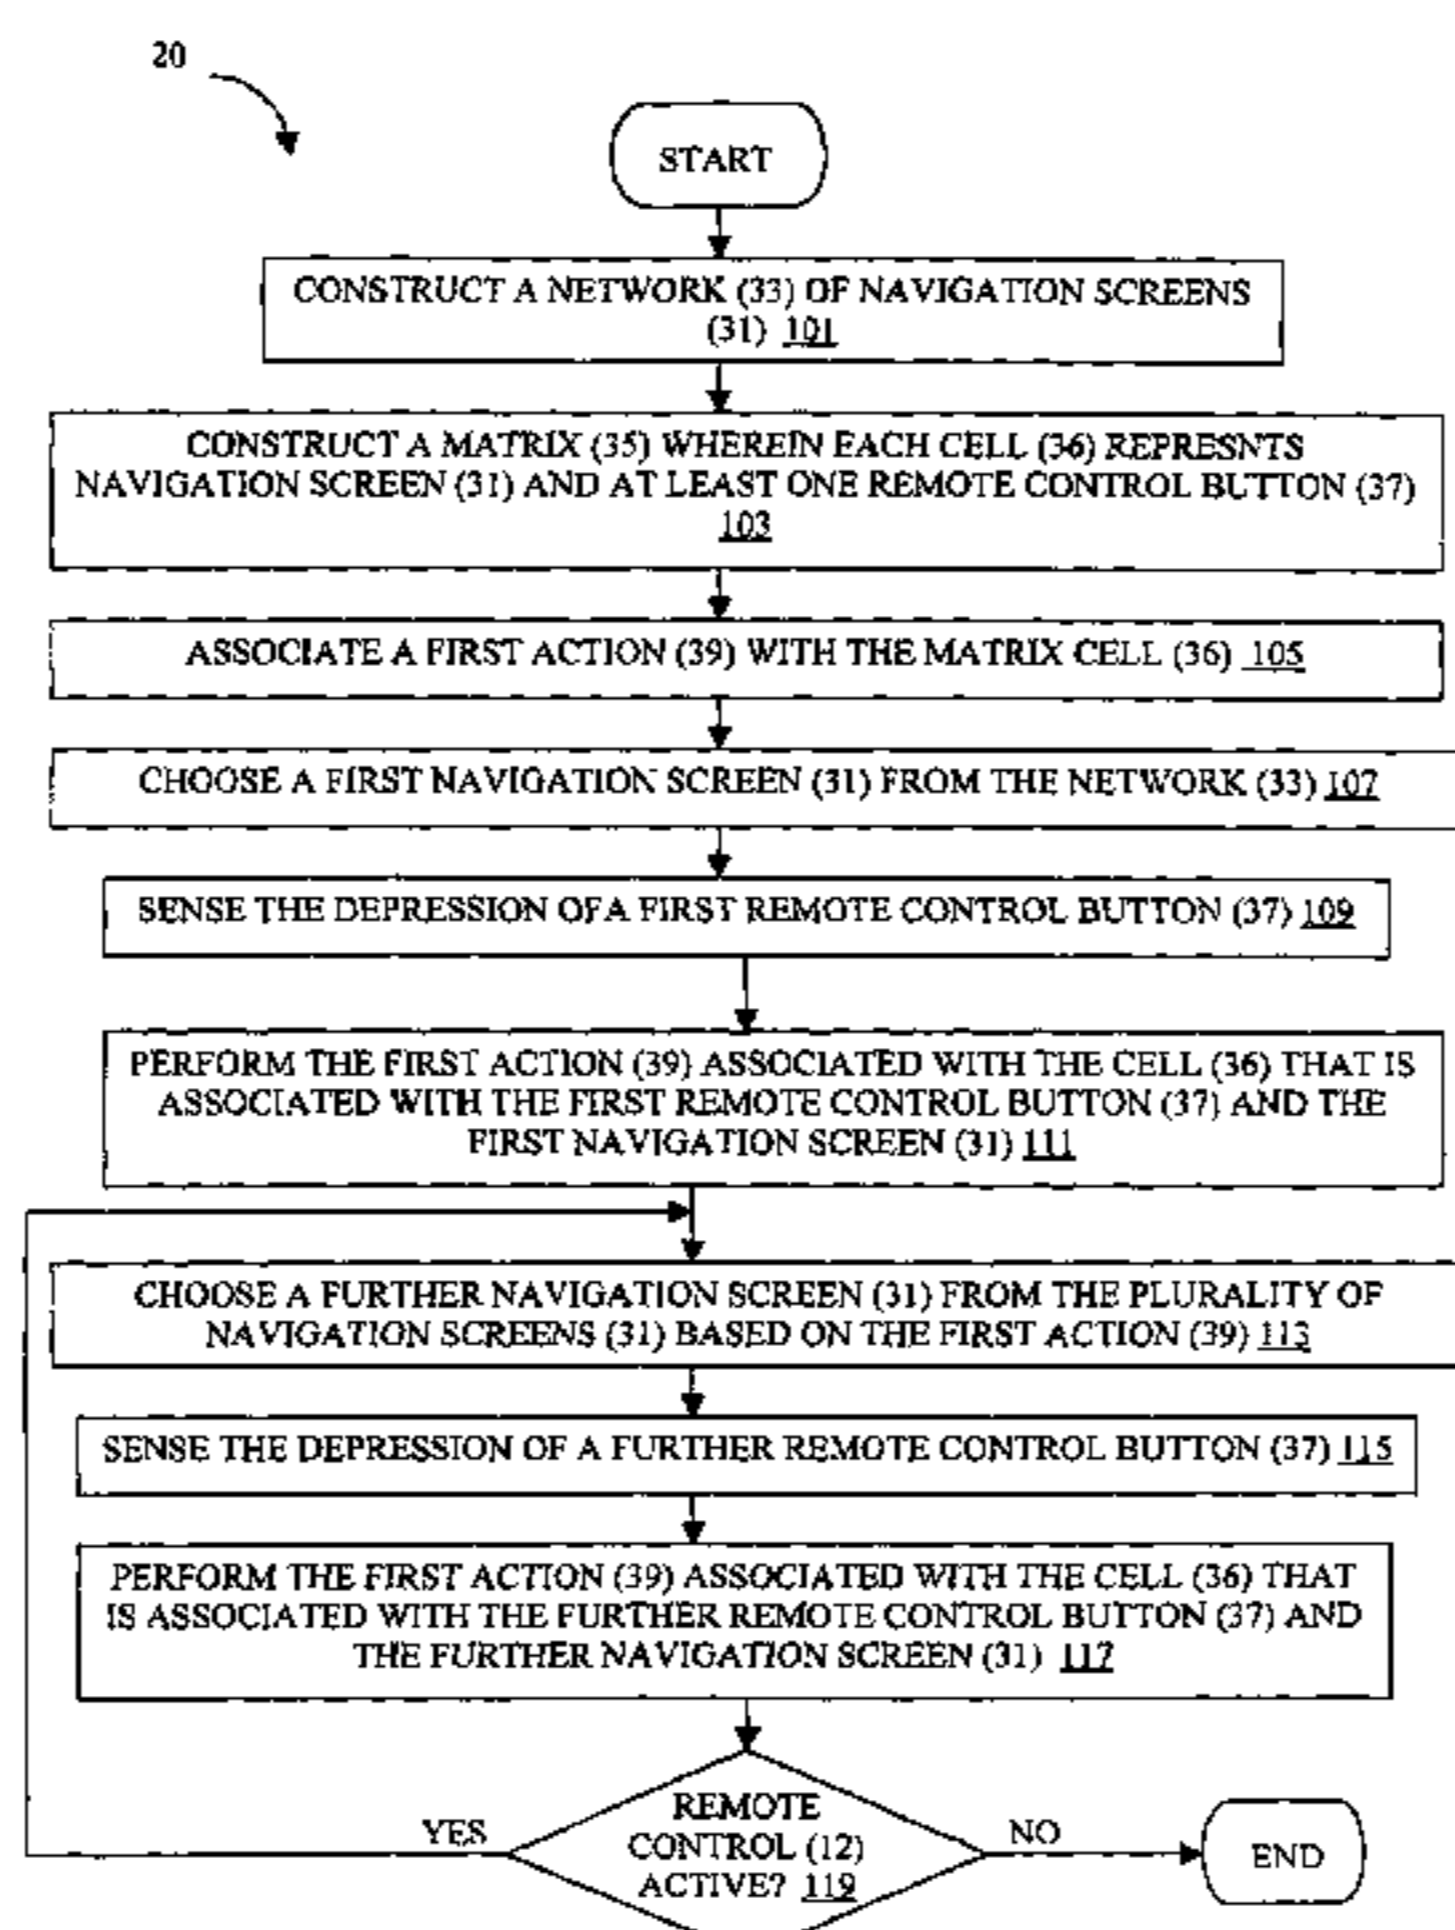 20
START
CONSTRUCT A NETWORK (33) OF NAVIGATION SCREENS
(31) 101
CONSTRUCT A MATRIX (35) WHEREIN EACH CELL (36) REPRESNTS
NAVIGATION SCREEN (31) AND AT LEAST ONE REMOTE CONTROL BUTTON (37)
103
ASSOCIATE A FIRST ACTION (39) WITH THE MATRIX CELL (36) 105
CHOOSE A FIRST NAVIGATION SCREEN (31) FROM THE NETWORK (33) 107
SENSE THE DEPRESSION OFA FIRST REMOTE CONTROL BUTTON (37) 109
PERFORM THE FIRST ACTION (39) ASSOCIATED WITH THE CELL (36) THAT IS
ASSOCIATED WITH THE FIRST REMOTE CONTROL BUTTON (37) AND THE
FIRST NAVIGATION SCREEN (31) 111
CHOOSE A FURTHER NAVIGATION SCREEN (31) FROM THE PLURALITY OF
NAVIGATION SCREENS (31) BASED ON THE FIRST ACTION (39) 113
SENSE THE DEPRESSION OF A FURTHER REMOTE CONTROL BUTTON (37) 115
PERFORM THE FIRST ACTION (39) ASSOCIATED WITH THE CELL (36) THAT
IS ASSOCIATED WITH THE FURTHER REMOTE CONTROL BUTTON (37) AND
THE FURTHER NAVIGATION SCREEN (31) 117
REMOTE
CONTROL (12)
ACTIVE? 119
YES
NO
END